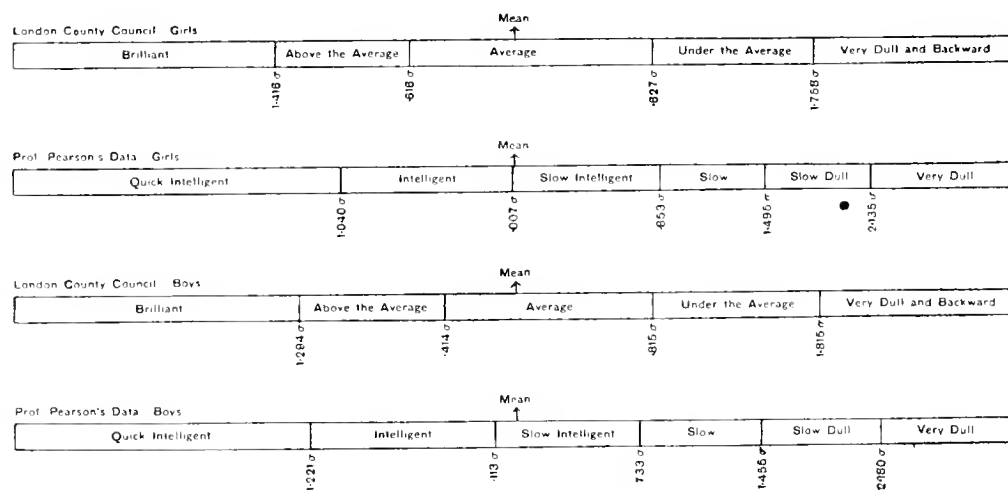 Mean
London County Council Girls
Brilliant Above the Average Average Under the Average Very Dull and Backward
1·416 σ ·618 σ ·827 σ 1·758 σ
Mean
Prof Pearson's Data Girls
Quick Intelligent Intelligent Slow Intelligent Slow Slow Dull Very Dull
1·040 σ ·007 σ ·853 σ 1·495 σ 2·135 σ
Mean
London County Council Boys
Brilliant Above the Average Average Under the Average Very Dull and Backward
1·294 σ ·414 σ ·815 σ 1·815 σ
Mean
Prof Pearson's Data Boys
Quick Intelligent Intelligent Slow Intelligent Slow Slow Dull Very Dull
1·221 σ ·113 σ ·733 σ 1·456 σ 2·180 σ